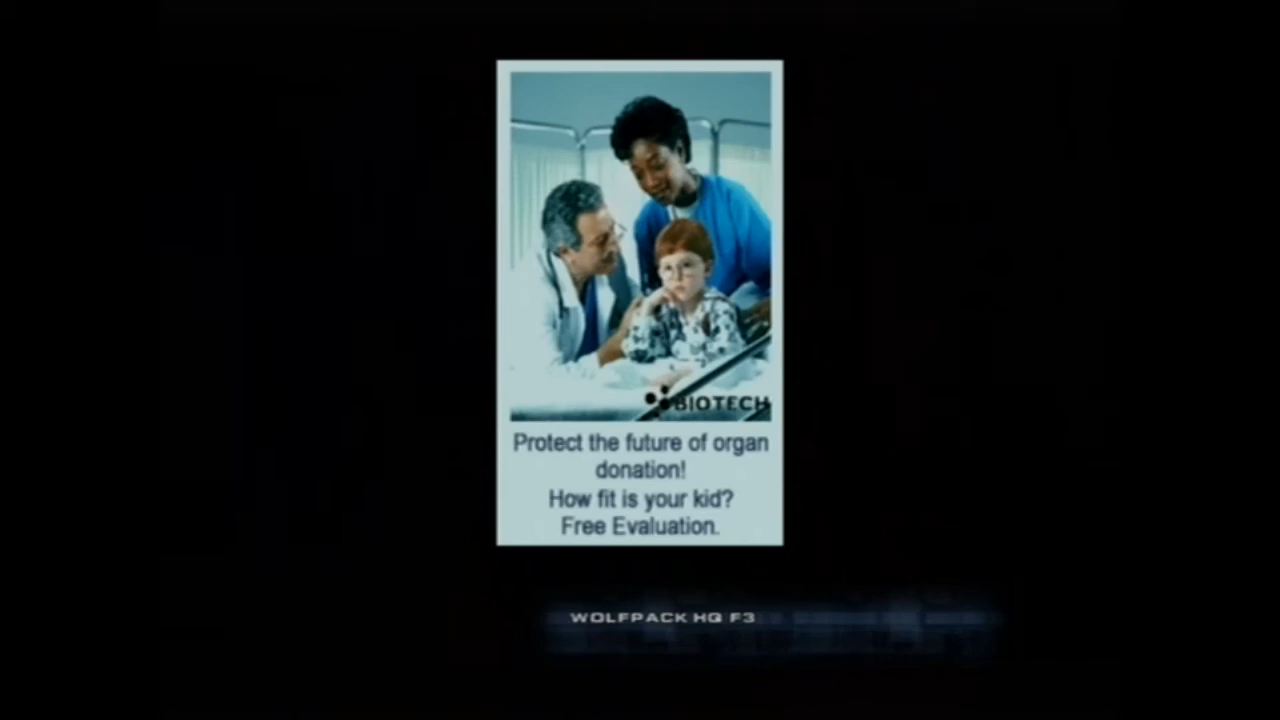 BIOTECH
Protect the future of organ
donation!
How fit is your kid?
Free Evaluation.
WOLFPACK HQ F3